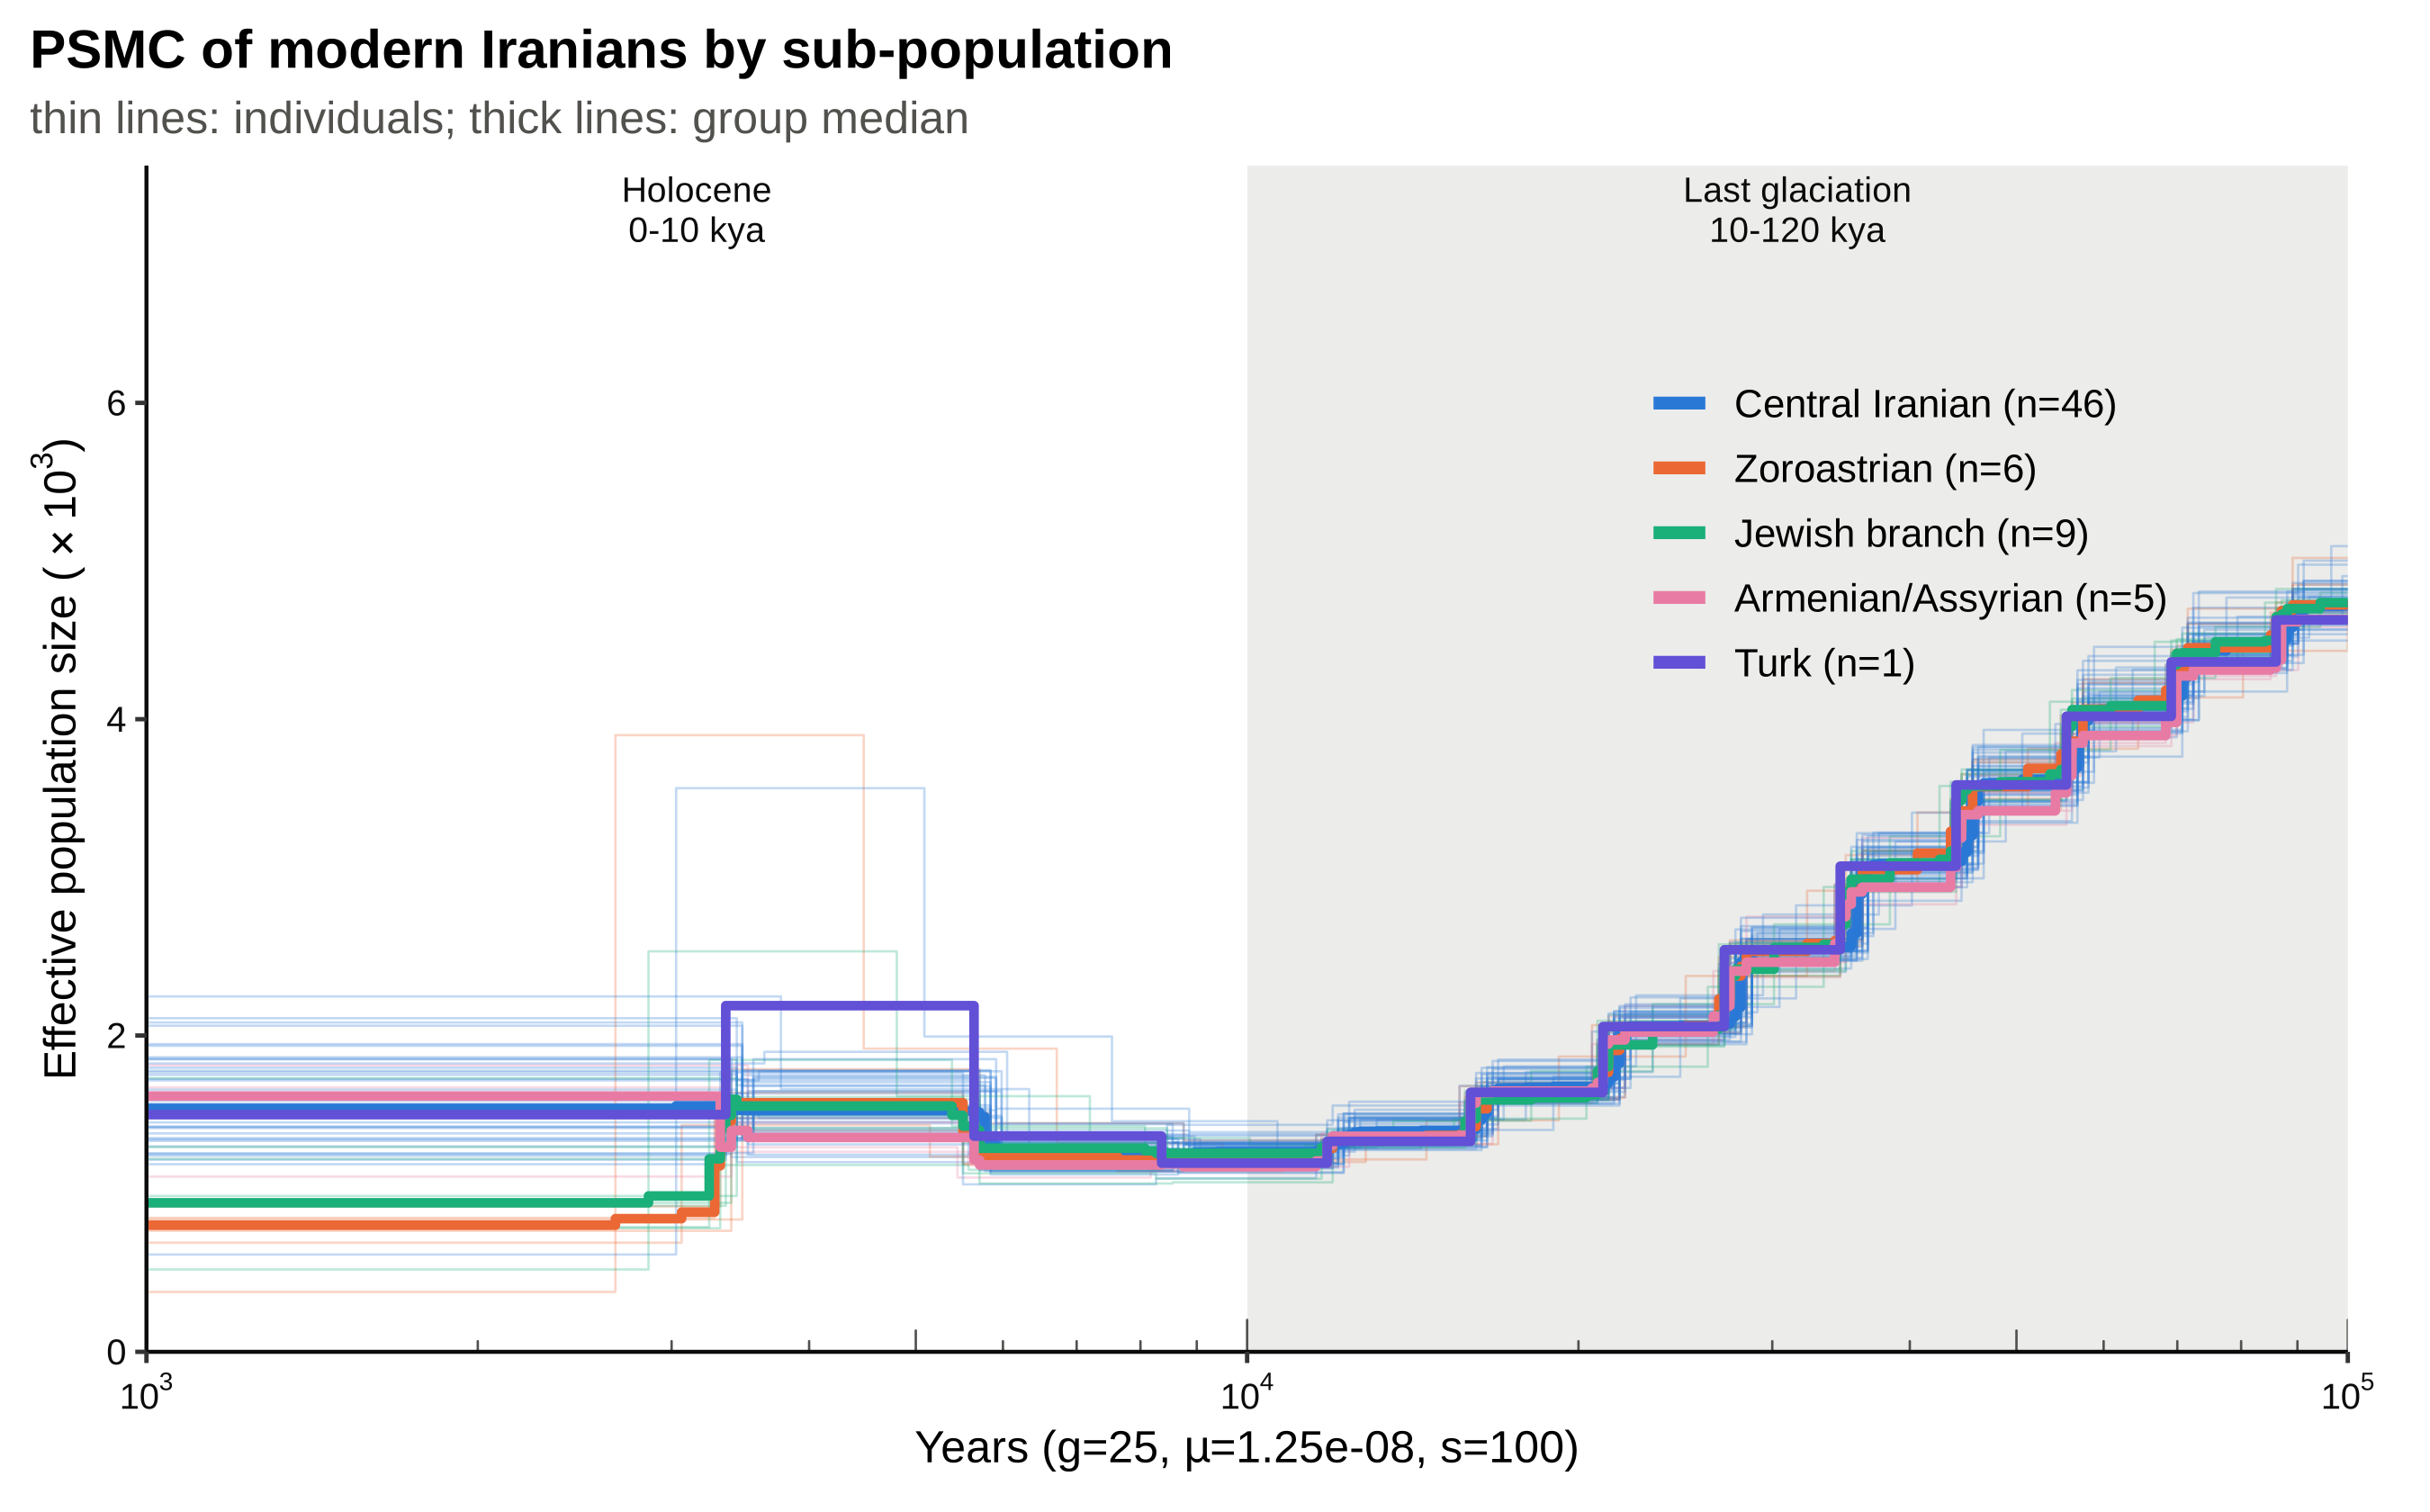 PSMC of modern Iranians by sub-population
thin lines: individuals; thick lines: group median
Holocene
0-10 kya
Last glaciation
10-120 kya
Central Iranian (n=46)
Zoroastrian (n=6)
Jewish branch (n=9)
Armenian/Assyrian (n=5)
Turk (n=1)
Effective population size (×10³)
6
4
2
0
10³
10⁴
10⁵
Years (g=25, μ=1.25e-08, s=100)